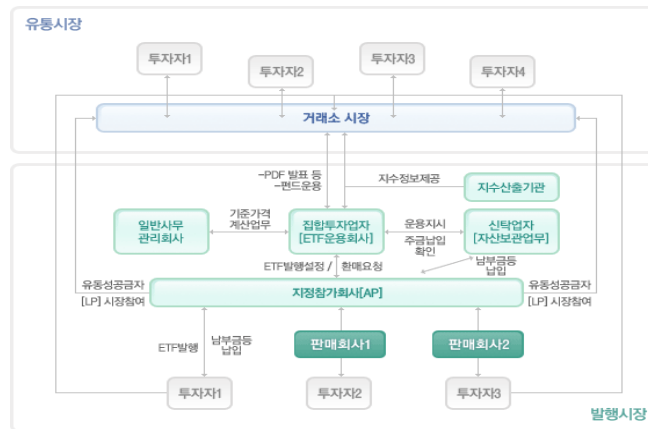 유통시장
투자자1
투자자2
투자자3
투자자4
거래소 시장
-PDF 발표 등
-펀드운용
지수정보제공
지수산출기관
일반사무
관리회사
기준가격
계산업무
집합투자업자
[ETF운용회사]
운용지시
주금납입
확인
신탁업자
[자산보관업무]
ETF발행설정 / 환매요청
납부금등
납입
유동성공급자
[LP] 시장참여
지정참가회사[AP]
유동성공급자
[LP] 시장참여
ETF발행
납부금등
납입
판매회사1
판매회사2
투자자1
투자자2
투자자3
발행시장